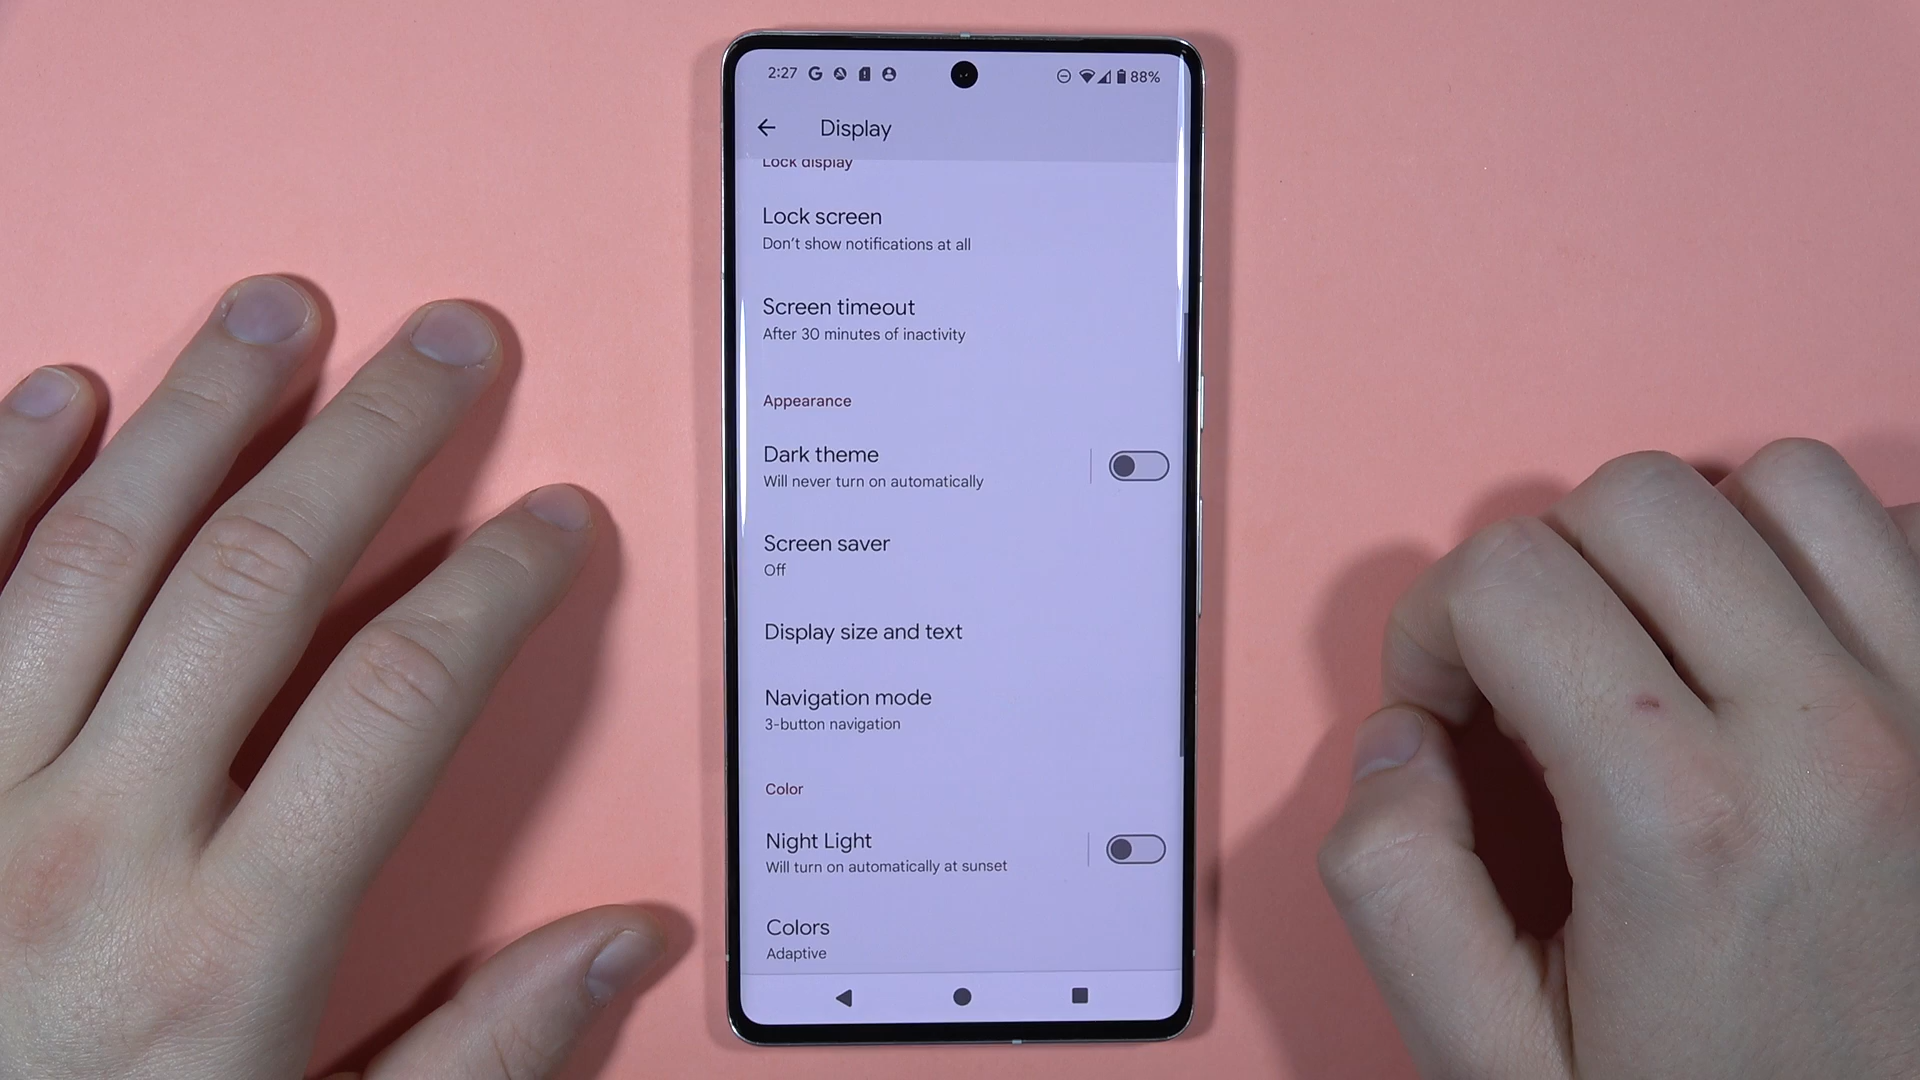 2:27 88%
Display
Lock display
Lock screen
Don't show notifications at all
Screen timeout
After 30 minutes of inactivity
Appearance
Dark theme
Will never turn on automatically
Screen saver
Off
Display size and text
Navigation mode
3-button navigation
Color
Night Light
Will turn on automatically at sunset
Colors
Adaptive